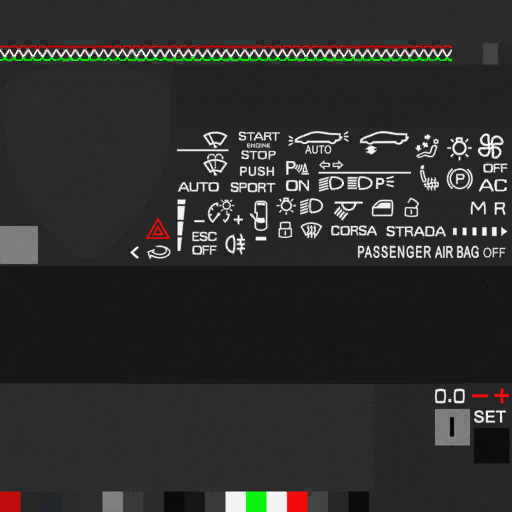 START
ENGINE
STOP
AUTO
PUSH
P
OFF
AUTO SPORT ON P AC
M R
ESC
OFF
CORSA STRADA
PASSENGER AIR BAG OFF
0.0 − +
SET